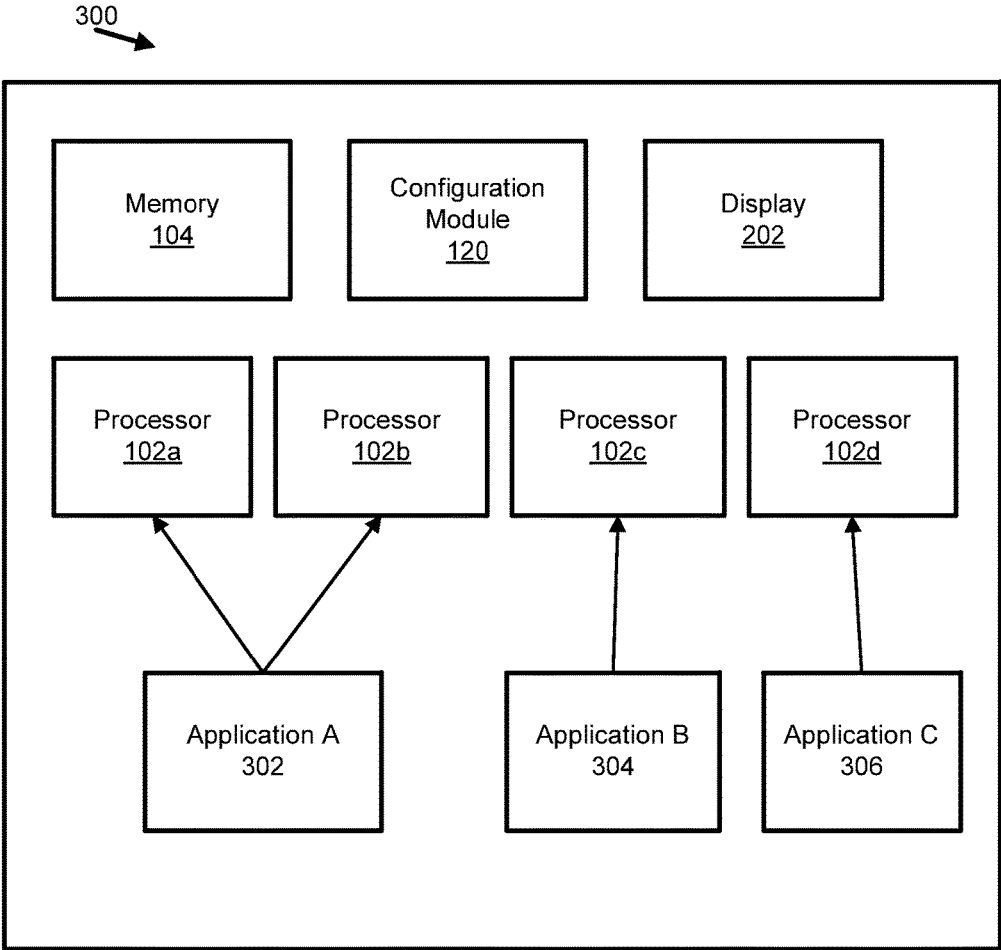 300
Memory
104
Configuration
Module
120
Display
202
Processor
102a
Processor
102b
Processor
102c
Processor
102d
Application A
302
Application B
304
Application C
306